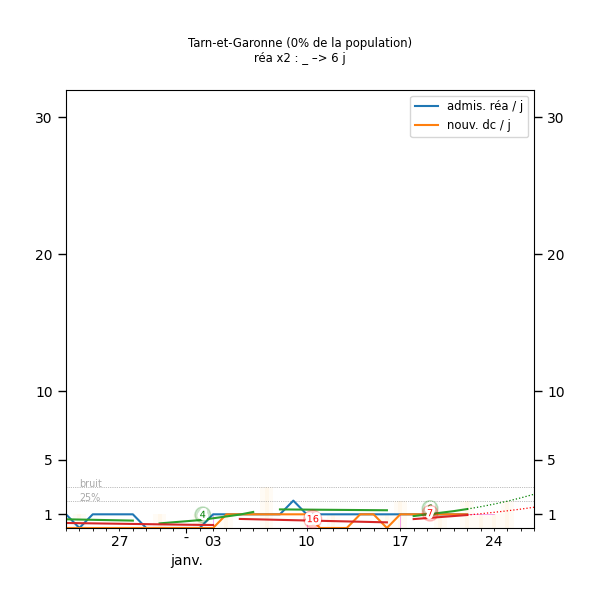 Tarn-et-Garonne (0% de la population)
réa x2 : _ –> 6 j
admis. réa / j
nouv. dc / j
30 30
20 20
10 10
5 5
bruit
25%
1 4 16 7 1
27 - 03 10 17 24
janv.